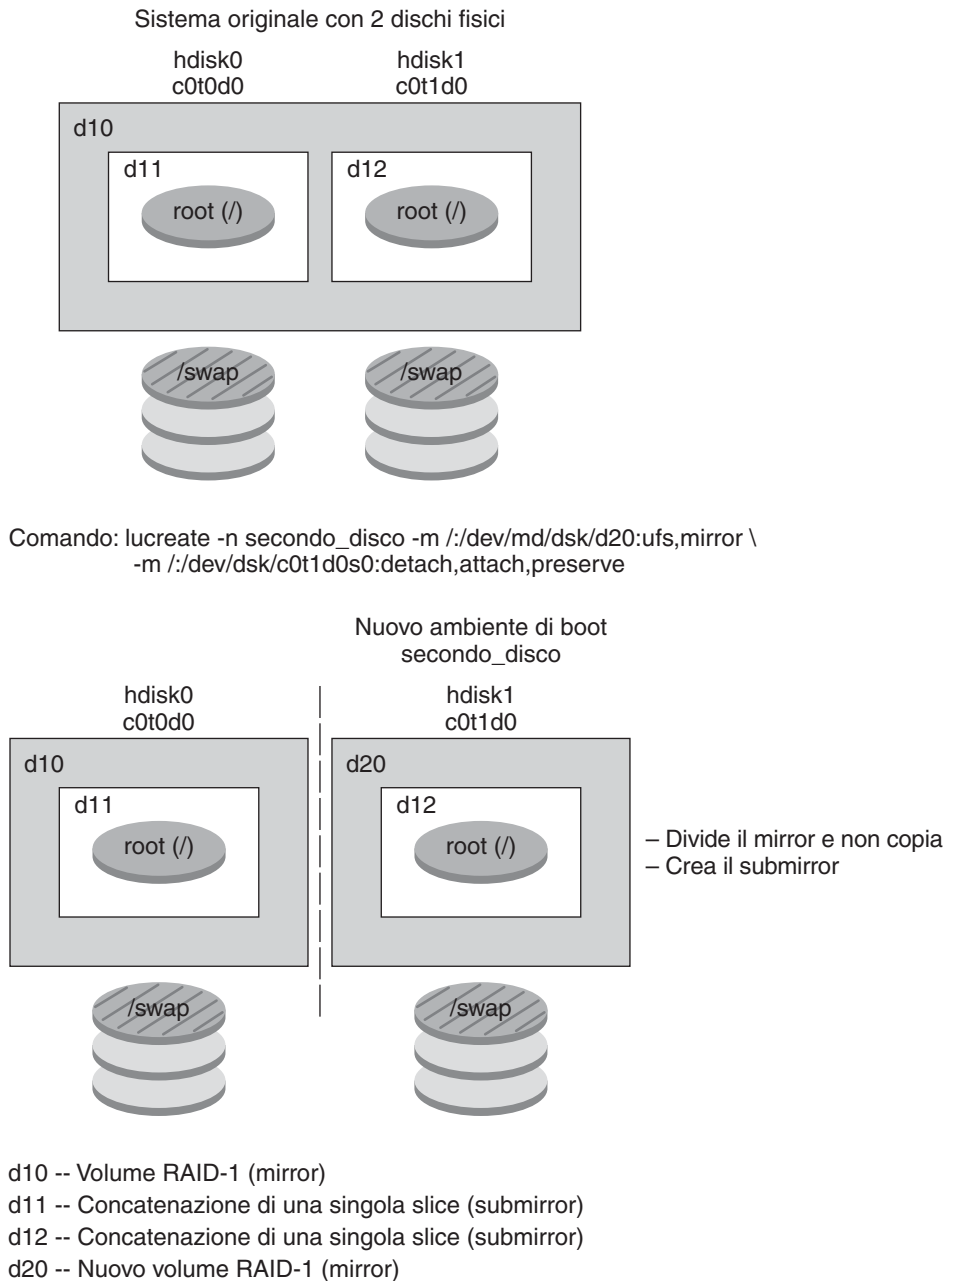 Sistema originale con 2 dischi fisici
hdisk0
c0t0d0
hdisk1
c0t1d0
d10
d11
root (/)
d12
root (/)
/swap
/swap
Comando: lucreate -n secondo_disco -m /:/dev/md/dsk/d20:ufs,mirror \
-m /:/dev/dsk/c0t1d0s0:detach,attach,preserve
Nuovo ambiente di boot
secondo_disco
hdisk0
c0t0d0
hdisk1
c0t1d0
d10
d11
root (/)
d20
d12
root (/)
– Divide il mirror e non copia
– Crea il submirror
/swap
/swap
d10 -- Volume RAID-1 (mirror)
d11 -- Concatenazione di una singola slice (submirror)
d12 -- Concatenazione di una singola slice (submirror)
d20 -- Nuovo volume RAID-1 (mirror)